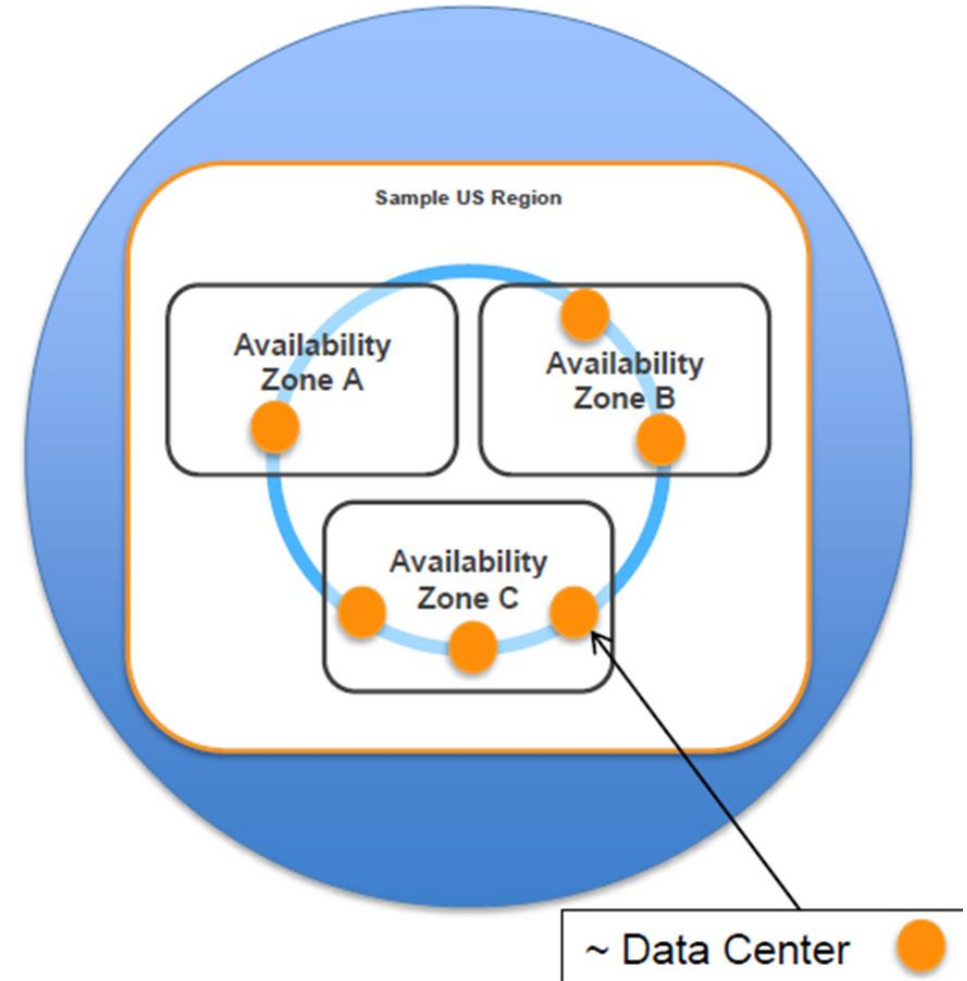 Sample US Region
Availability
Zone A
Availability
Zone B
Availability
Zone C
~ Data Center